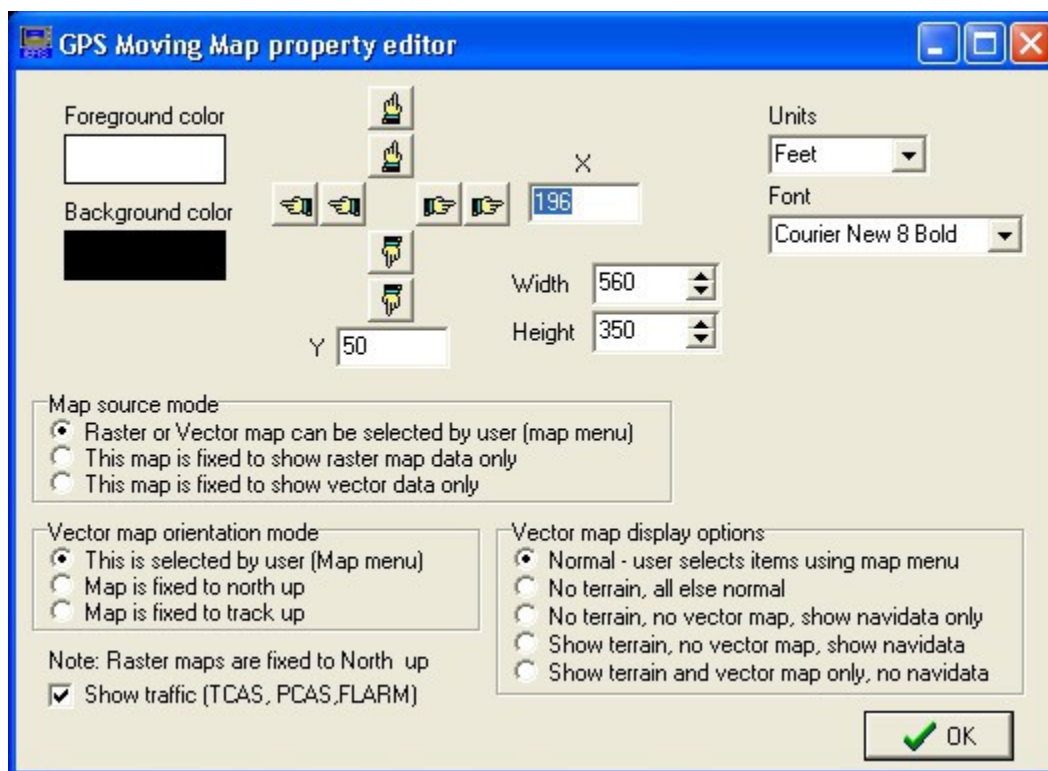 GPS Moving Map property editor
Foreground color
Background color
X
196
Y 50
Width 560
Height 350
Units
Feet
Font
Courier New 8 Bold
Map source mode
Raster or Vector map can be selected by user (map menu)
This map is fixed to show raster map data only
This map is fixed to show vector data only
Vector map orientation mode
This is selected by user (Map menu)
Map is fixed to north up
Map is fixed to track up
Note: Raster maps are fixed to North  up
Show traffic (TCAS, PCAS,FLARM)
Vector map display options
Normal - user selects items using map menu
No terrain, all else normal
No terrain, no vector map, show navidata only
Show terrain, no vector map, show navidata
Show terrain and vector map only, no navidata
OK